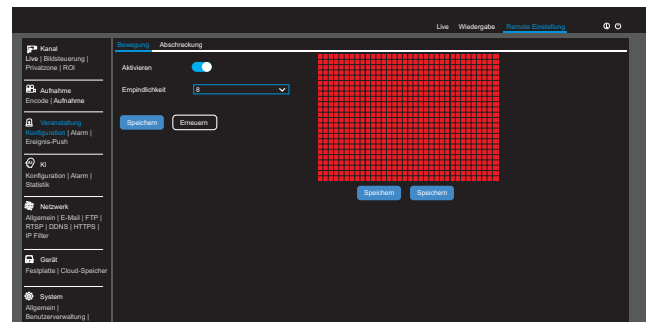 Live Wiedergabe Remote Einstellung
Kanal
Live | Bildsteuerung |
Privatzone | ROI
Aufnahme
Encode | Aufnahme
Veranstaltung
Konfiguration | Alarm |
Ereignis-Push
KI
Konfiguration | Alarm |
Statistik
Netzwerk
Allgemein | E-Mail | FTP |
RTSP | DDNS | HTTPS |
IP Filter
Gerät
Festplatte | Cloud-Speicher
System
Allgemein |
Benutzerverwaltung |
Bewegung Abschreckung
Aktivieren
Empindlichkeit 8
Speichern Erneuern
Speichern Speichern